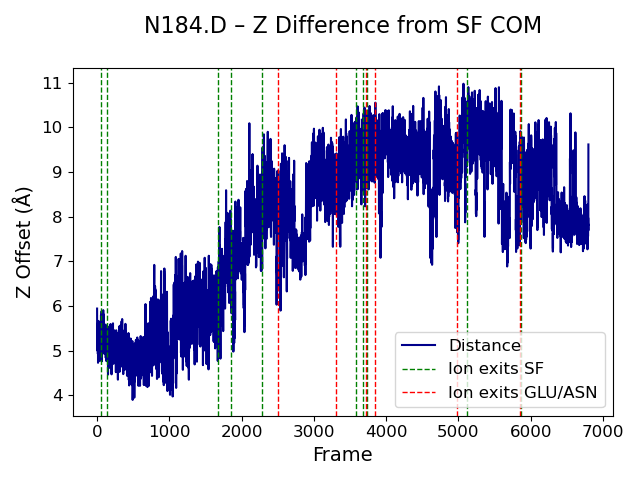 N184.D – Z Difference from SF COM
11
10
9
8
7
6
5
4
Z Offset (Å)
Distance
Ion exits SF
Ion exits GLU/ASN
0 1000 2000 3000 4000 5000 6000 7000
Frame